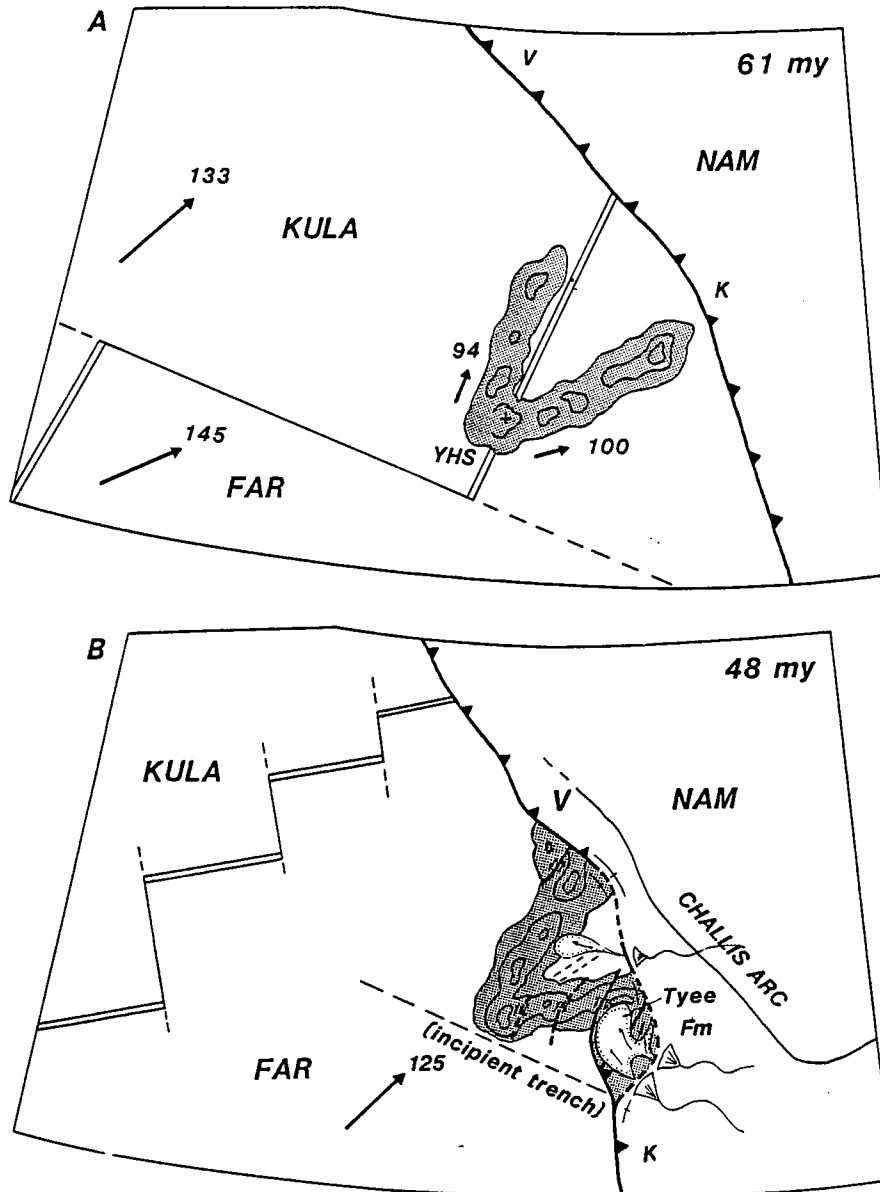 A
61 my
V
NAM
133
KULA
K
94
145
YHS
100
FAR
B
48 my
KULA
V
NAM
CHALLIS ARC
Tyee
Fm
(incipient trench)
FAR
125
K